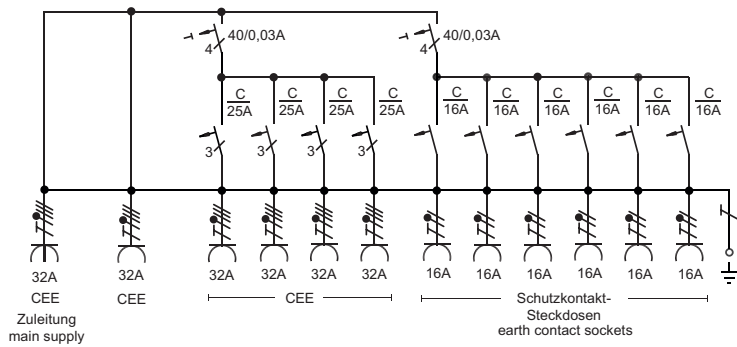 4 40/0,03A 4 40/0,03A
C C C C C C C C C C
25A 25A 25A 25A 16A 16A 16A 16A 16A 16A
3 3 3 3
32A 32A 32A 32A 32A 32A 16A 16A 16A 16A 16A 16A
CEE CEE CEE Schutzkontakt-
Steckdosen
earth contact sockets
Zuleitung
main supply